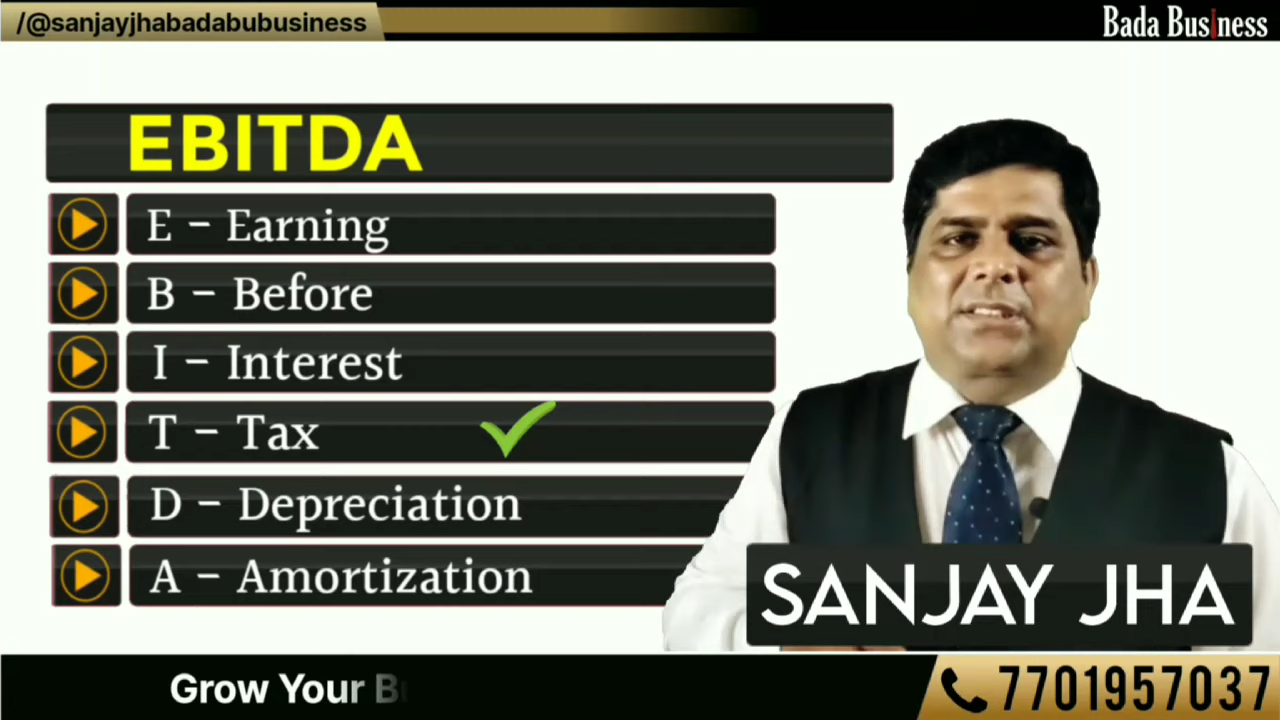 /@sanjayjhabadabubusiness
Bada Business
EBITDA
E – Earning
B – Before
I – Interest
T – Tax
D – Depreciation
A – Amortization
SANJAY JHA
Grow Your B
7701957037